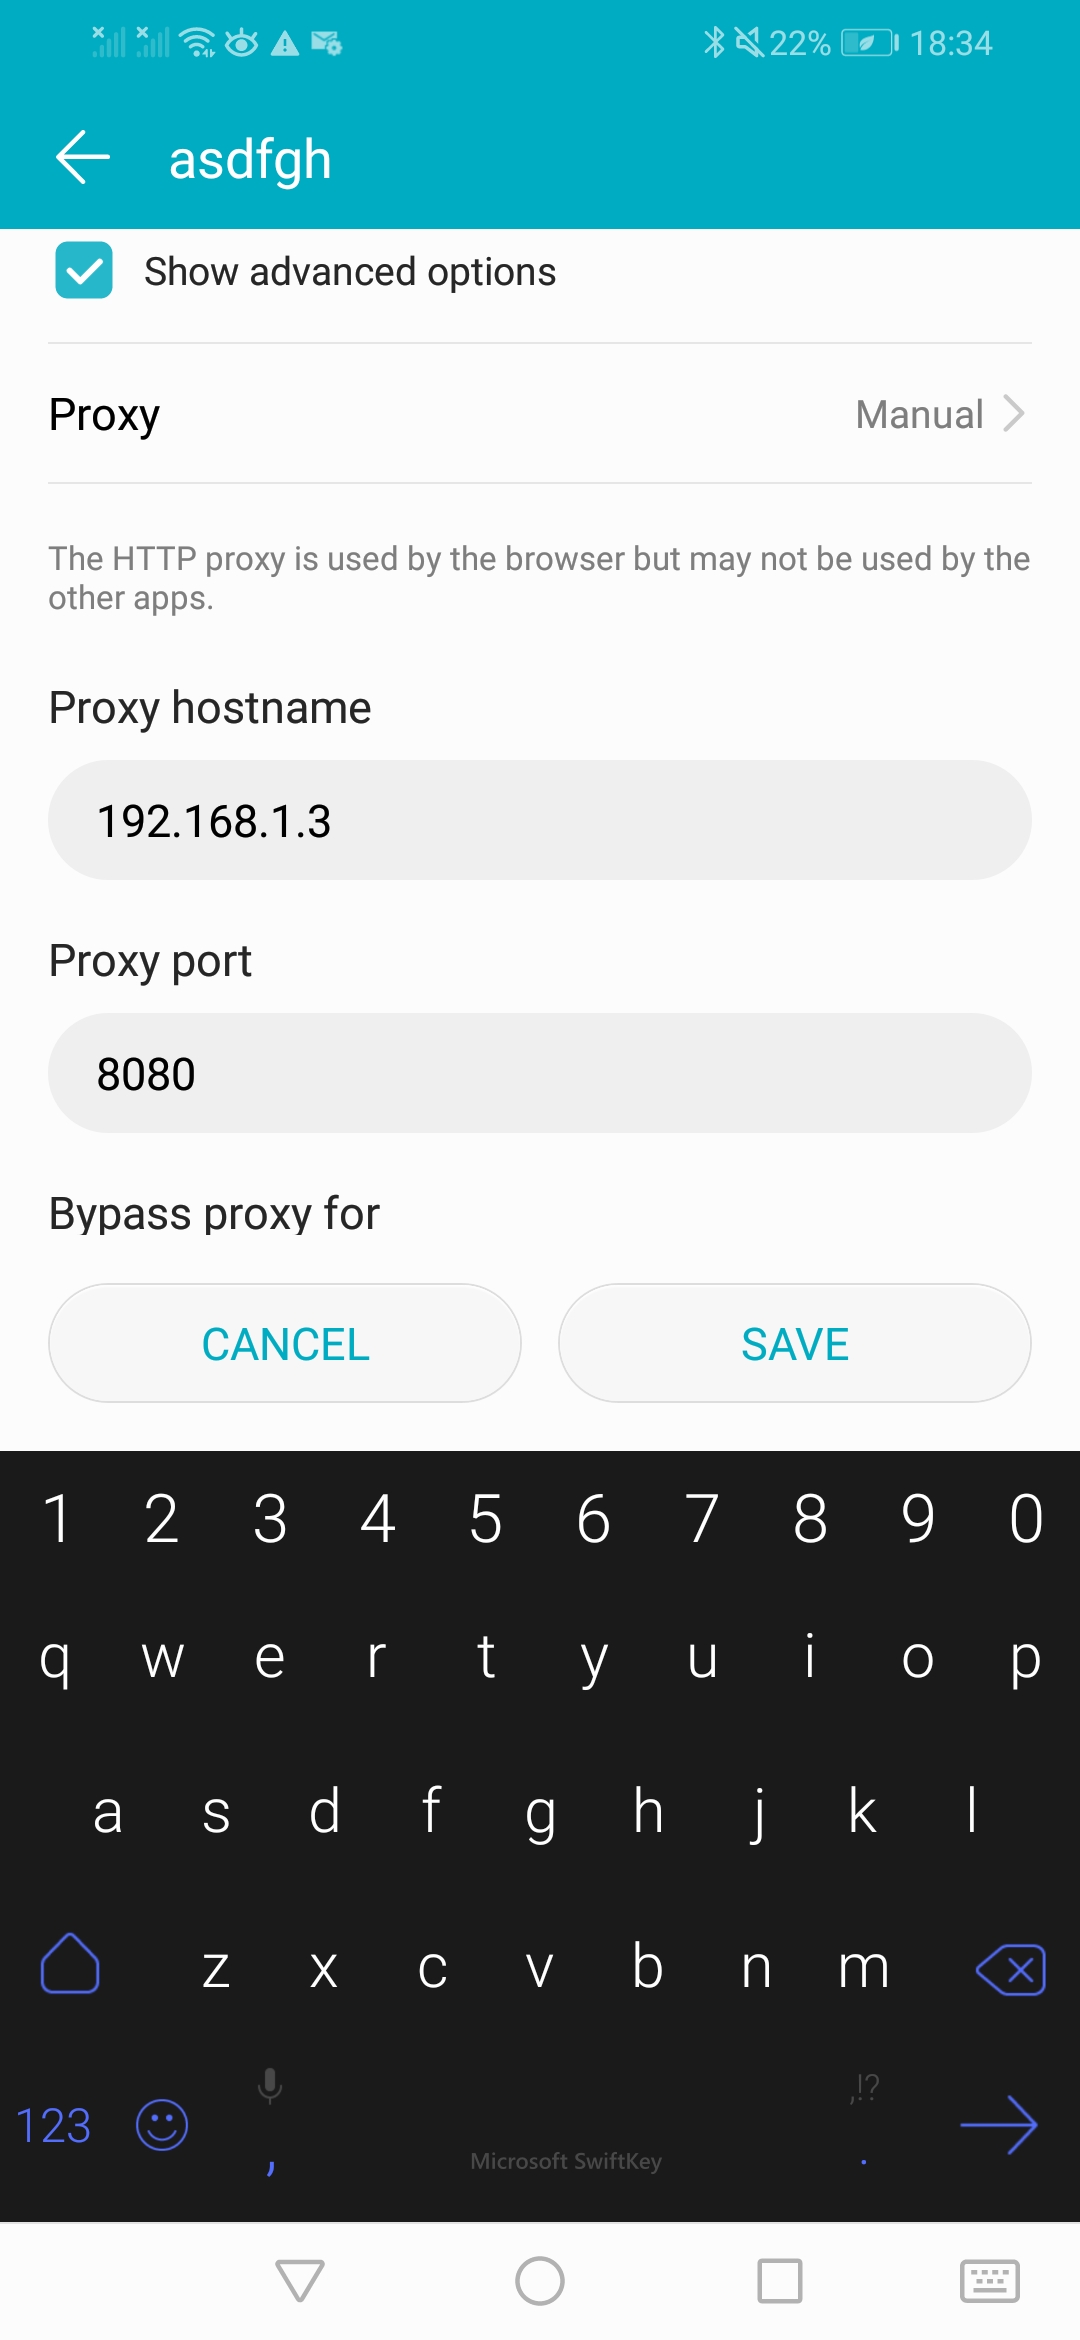 22% 18:34
asdfgh
Show advanced options
Proxy Manual
The HTTP proxy is used by the browser but may not be used by the
other apps.
Proxy hostname
192.168.1.3
Proxy port
8080
Bypass proxy for
CANCEL SAVE
1 2 3 4 5 6 7 8 9 0
q w e r t y u i o p
a s d f g h j k l
z x c v b n m
,!?
123 , Microsoft SwiftKey .